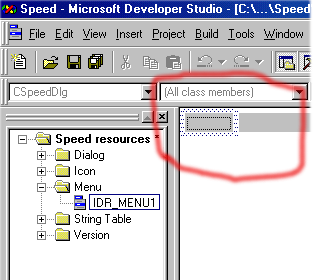 Speed - Microsoft Developer Studio - [C:\...\Speed
File Edit View Insert Project Build Tools Window
CSpeedDlg (All class members)
Speed resources *
Dialog
Icon
Menu
IDR_MENU1
String Table
Version